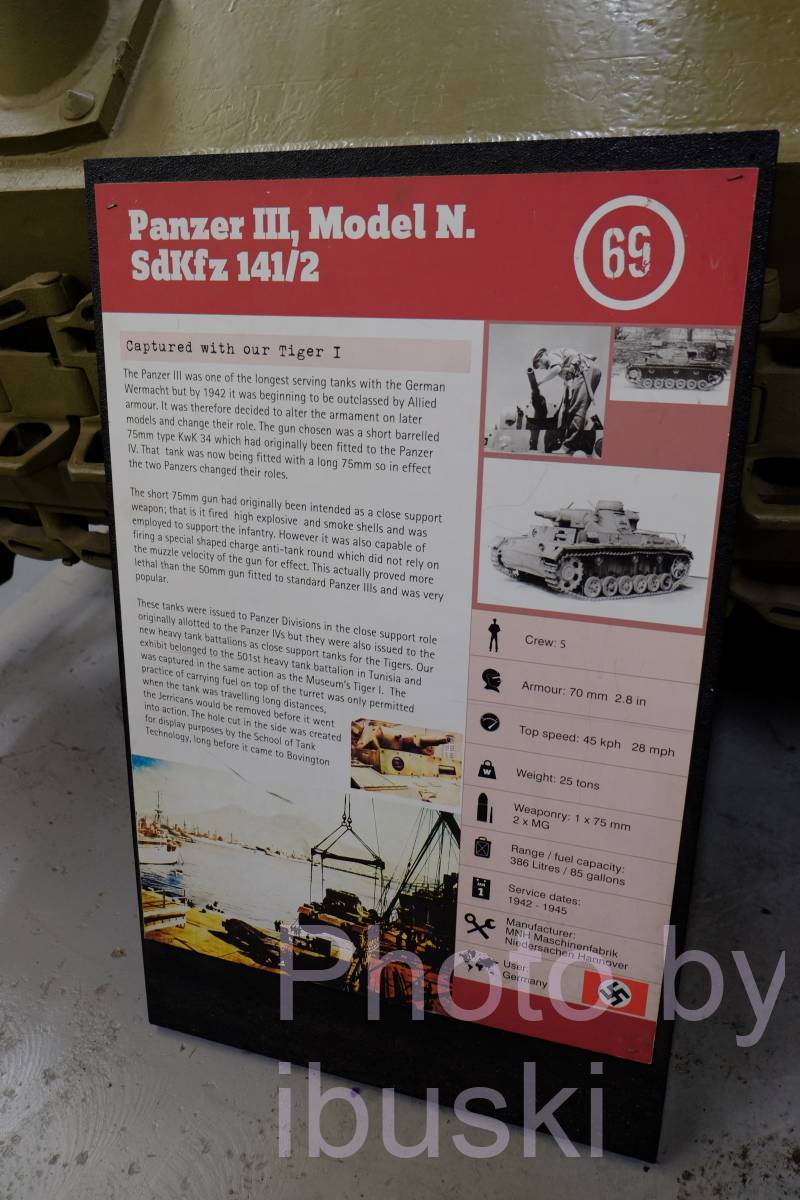 Panzer III, Model N.
SdKfz 141/2
69
Captured with our Tiger I
The Panzer III was one of the longest serving tanks with the German
Wermacht but by 1942 it was beginning to be outclassed by Allied
armour. It was therefore decided to alter the armament on later
models and change their role. The gun chosen was a short barrelled
75mm type KwK 34 which had originally been fitted to the Panzer
IV. That tank was now being fitted with a long 75mm so in effect
the two Panzers changed their roles.
The short 75mm gun had originally been intended as a close support
weapon; that is it fired high explosive and smoke shells and was
employed to support the infantry. However it was also capable of
firing a special shaped charge anti-tank round which did not rely on
the muzzle velocity of the gun for effect. This actually proved more
lethal than the 50mm gun fitted to standard Panzer IIIs and was very
popular.
These tanks were issued to Panzer Divisions in the close support role
originally allotted to the Panzer IVs but they were also issued to the
new heavy tank battalions as close support tanks for the Tigers. Our
exhibit belonged to the 501st heavy tank battalion in Tunisia and
was captured in the same action as the Museum's Tiger I. The
practice of carrying fuel on top of the turret was only permitted
when the tank was travelling long distances,
the Jerricans would be removed before it went
into action. The hole cut in the side was created
for display purposes by the School of Tank
Technology, long before it came to Bovington
Crew: 5
Armour: 70 mm 2.8 in
Top speed: 45 kph 28 mph
W
Weight: 25 tons
Weaponry: 1 x 75 mm
2 x MG
Range / fuel capacity:
386 Litres / 85 gallons
JAN
1
Service dates:
1942 - 1945
Manufacturer:
MNH Maschinenfabrik
Niedersachen Hannover
User:
Germany
Photo by
ibuski